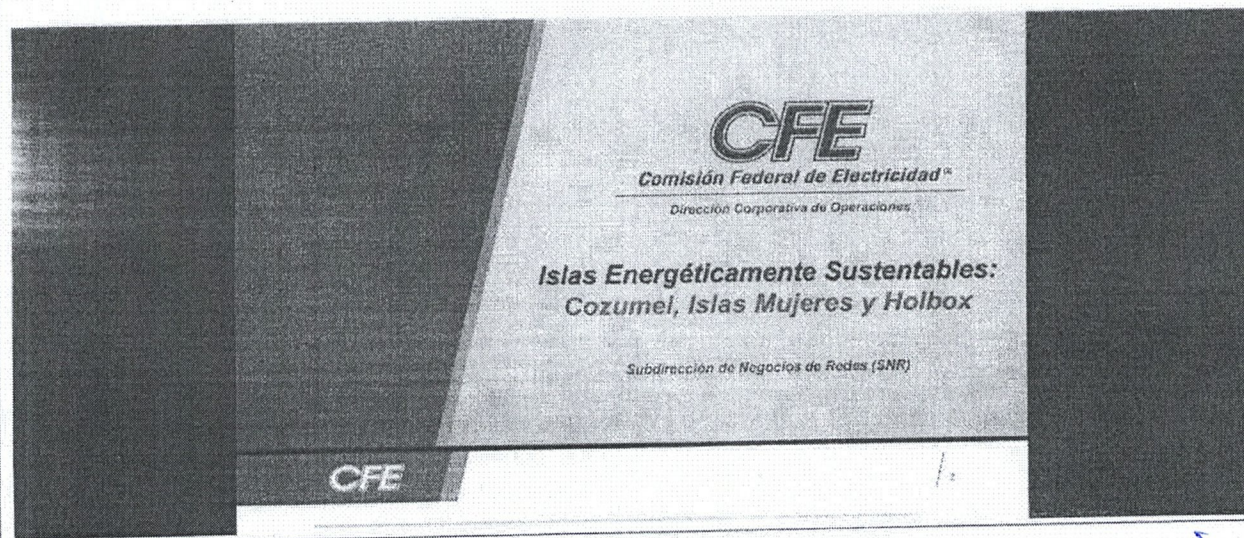 CFE
Comisión Federal de Electricidad
Dirección Corporativa de Operaciones
Islas Energéticamente Sustentables:
Cozumel, Islas Mujeres y Holbox
Subdirección de Negocios de Redes (SNR)
CFE